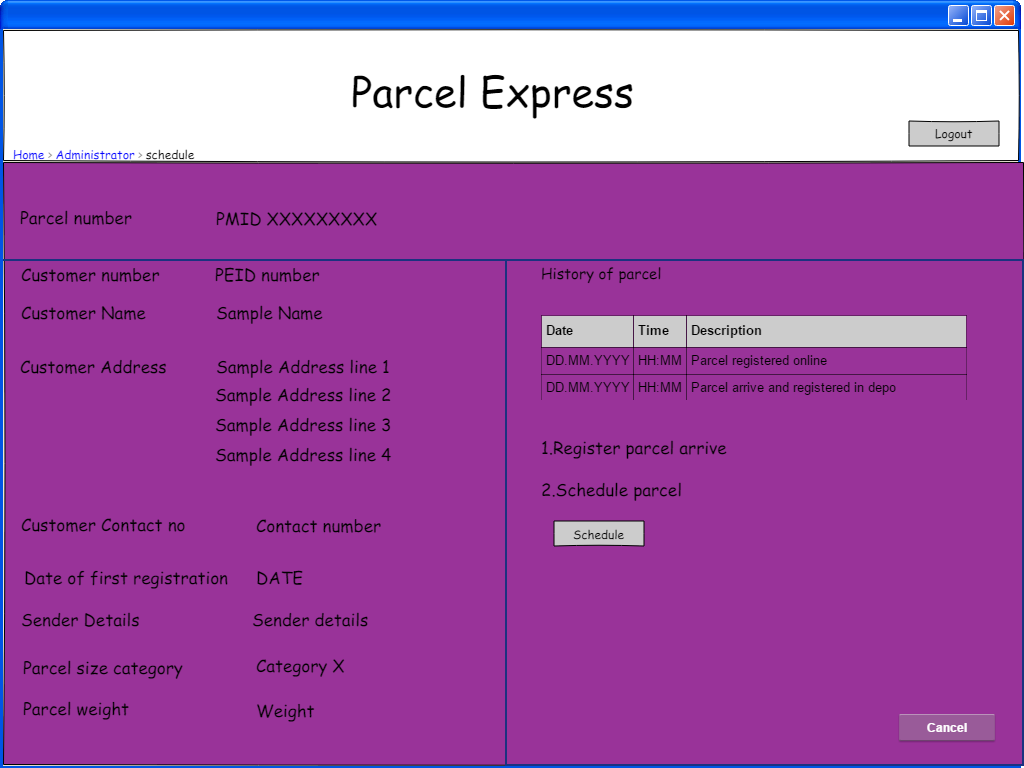 Parcel Express
Logout
Home > Administrator > schedule
Parcel number PMID XXXXXXXXX
Customer number PEID number
Customer Name Sample Name
Customer Address Sample Address line 1
Sample Address line 2
Sample Address line 3
Sample Address line 4
Customer Contact no Contact number
Date of first registration DATE
Sender Details Sender details
Parcel size category Category X
Parcel weight Weight
History of parcel
Date Time Description
DD.MM.YYYY HH:MM Parcel registered online
DD.MM.YYYY HH:MM Parcel arrive and registered in depo
1.Register parcel arrive
2.Schedule parcel
Schedule
Cancel